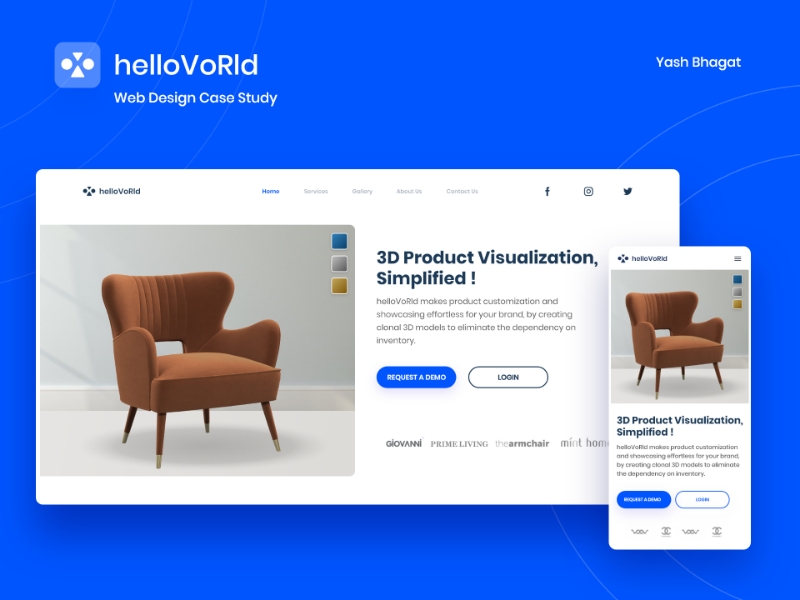 helloVoRld
Yash Bhagat
Web Design Case Study
helloVoRld
Home Services Gallery About Us Contact Us
3D Product Visualization,
Simplified !
helloVoRld makes product customization and
showcasing effortless for your brand, by creating
clonal 3D models to eliminate the dependency on
inventory.
REQUEST A DEMO LOGIN
GIOVANNI PRIME LIVING thearmchair mint hom
helloVoRld
3D Product Visualization,
Simplified !
helloVoRld makes product customization
and showcasing effortless for your brand,
by creating clonal 3D models to eliminate
the dependency on inventory.
REQUEST A DEMO LOGIN